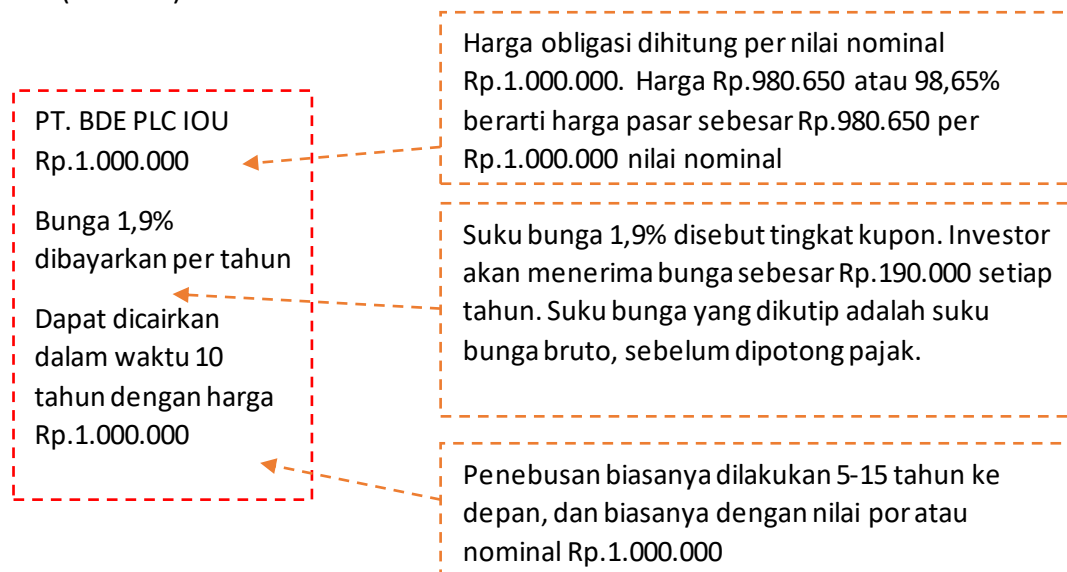 Harga obligasi dihitung per nilai nominal
Rp.1.000.000. Harga Rp.980.650 atau 98,65%
berarti harga pasar sebesar Rp.980.650 per
Rp.1.000.000 nilai nominal
PT. BDE PLC IOU
Rp.1.000.000
Bunga 1,9%
dibayarkan per tahun
Dapat dicairkan
dalam waktu 10
tahun dengan harga
Rp.1.000.000
Suku bunga 1,9% disebut tingkat kupon. Investor
akan menerima bunga sebesar Rp.190.000 setiap
tahun. Suku bunga yang dikutip adalah suku
bunga bruto, sebelum dipotong pajak.
Penebusan biasanya dilakukan 5-15 tahun ke
depan, dan biasanya dengan nilai por atau
nominal Rp.1.000.000